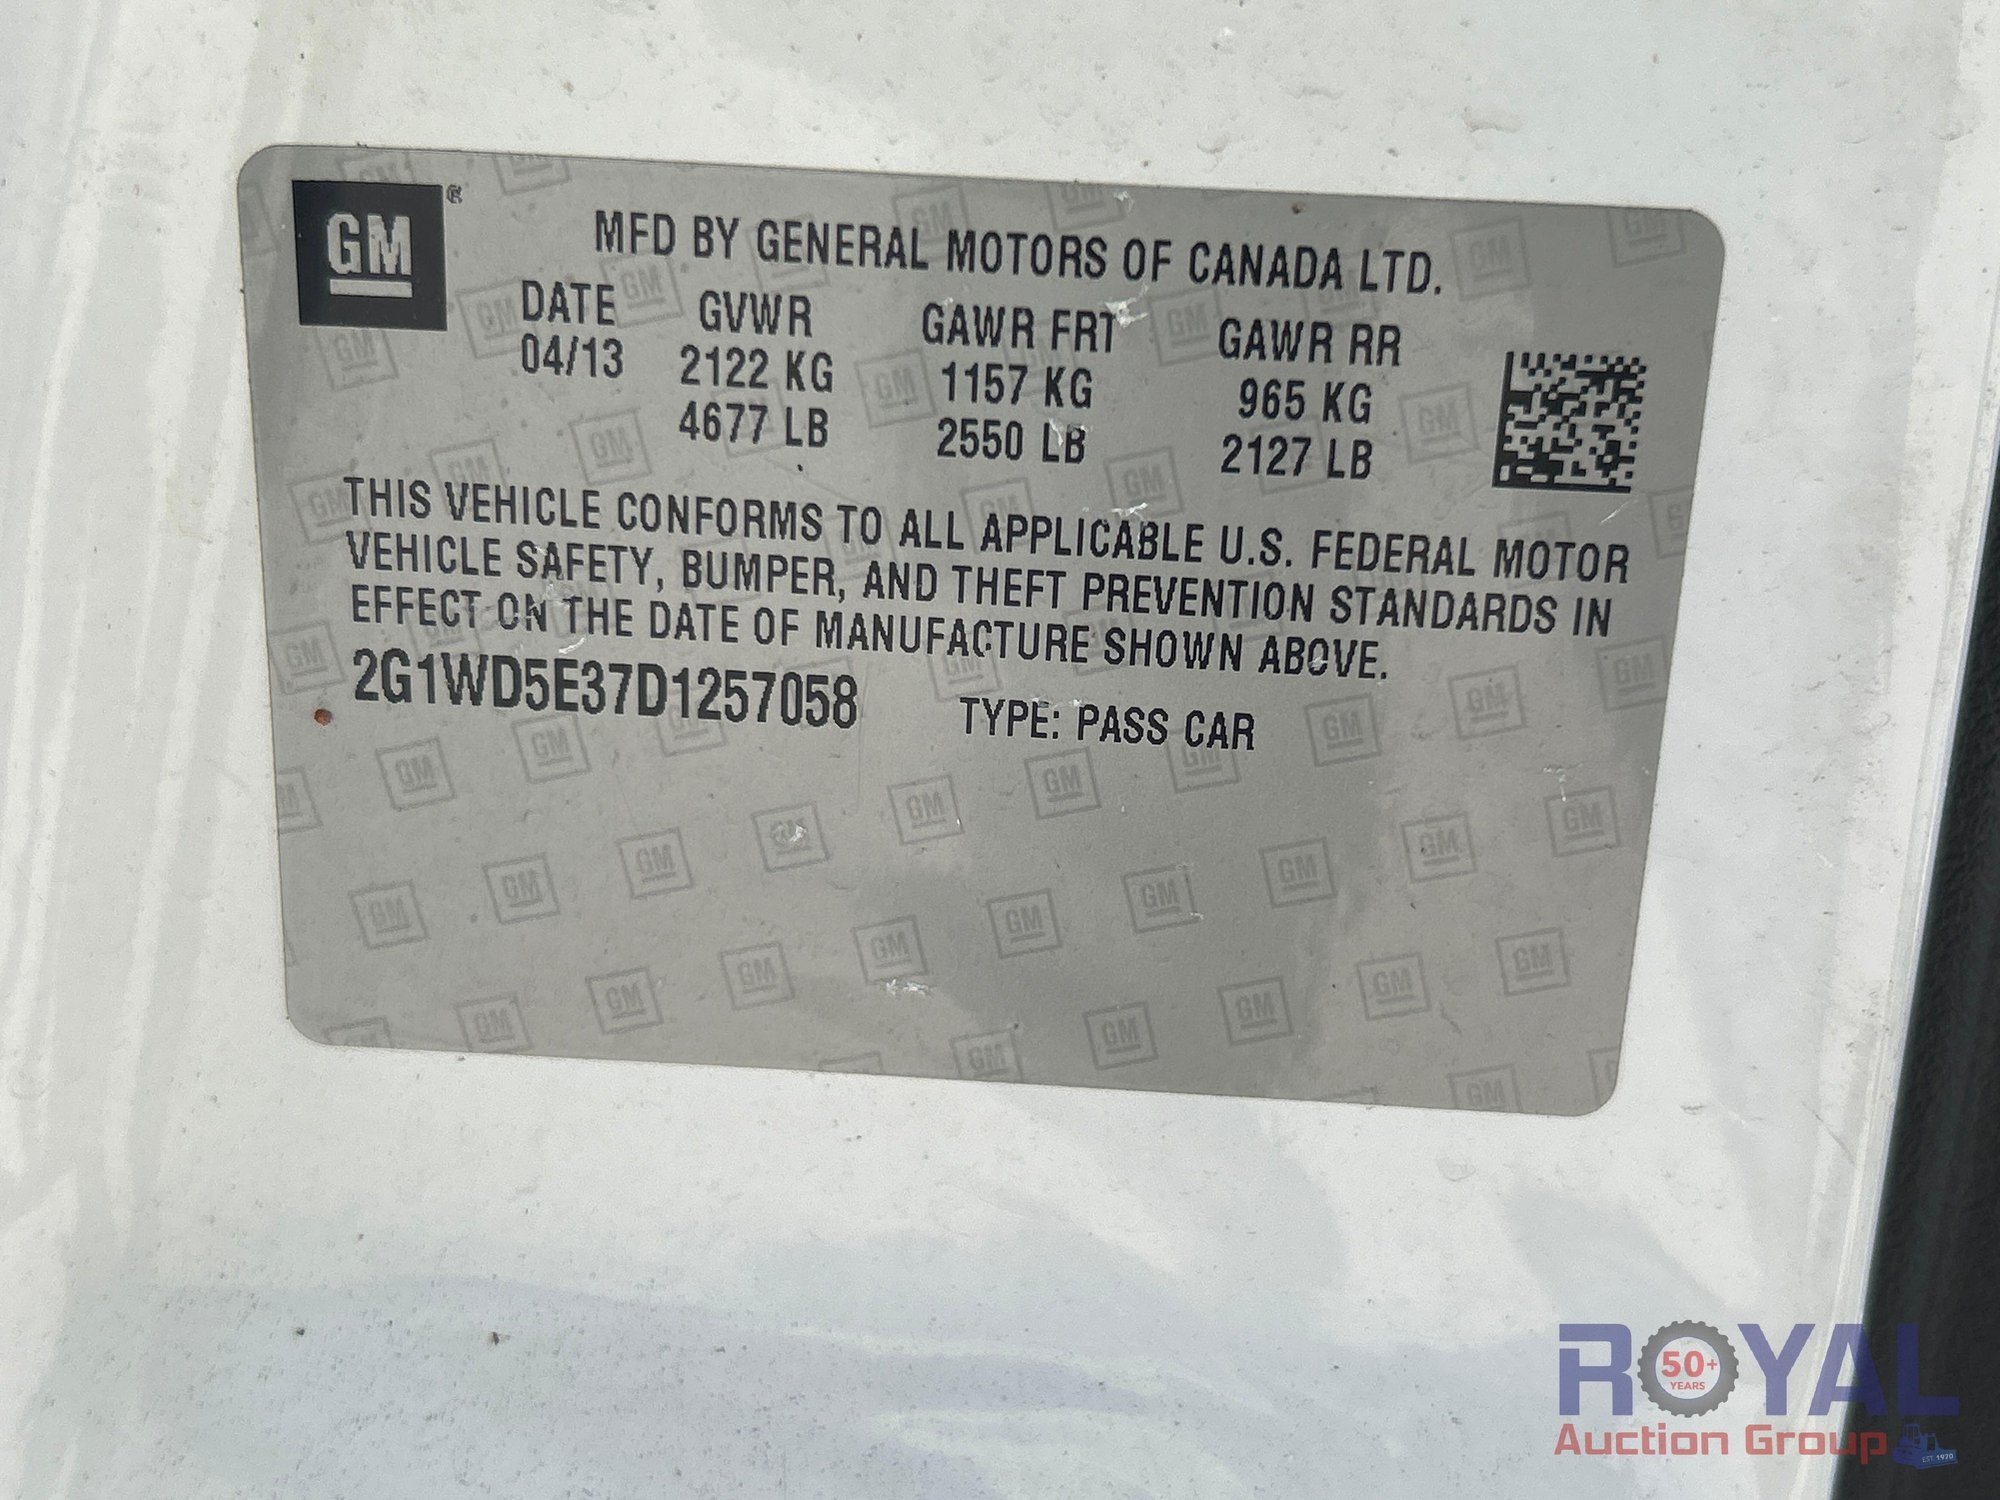 GM
MFD BY GENERAL MOTORS OF CANADA LTD.
DATE GVWR GAWR FRT GAWR RR
04/13 2122 KG 1157 KG 965 KG
4677 LB 2550 LB 2127 LB
THIS VEHICLE CONFORMS TO ALL APPLICABLE U.S. FEDERAL MOTOR
VEHICLE SAFETY, BUMPER, AND THEFT PREVENTION STANDARDS IN
EFFECT ON THE DATE OF MANUFACTURE SHOWN ABOVE.
2G1WD5E37D1257058 TYPE: PASS CAR
ROYAL
50+
YEARS
Auction Group
EST. 1970